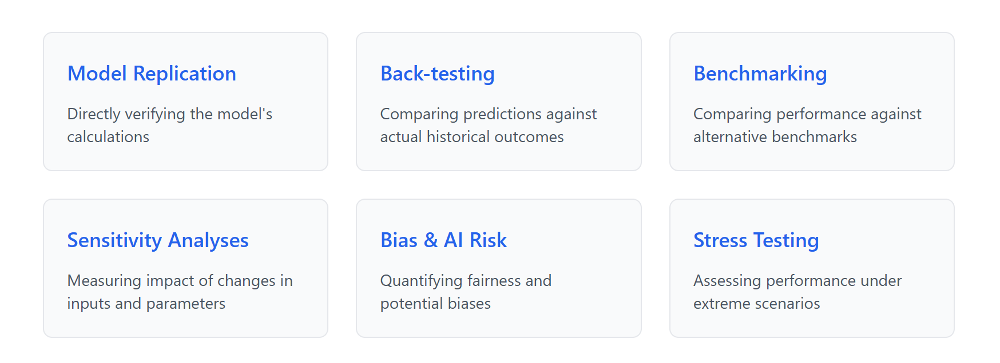 Model Replication
Directly verifying the model's
calculations
Back-testing
Comparing predictions against
actual historical outcomes
Benchmarking
Comparing performance against
alternative benchmarks
Sensitivity Analyses
Measuring impact of changes in
inputs and parameters
Bias & AI Risk
Quantifying fairness and
potential biases
Stress Testing
Assessing performance under
extreme scenarios